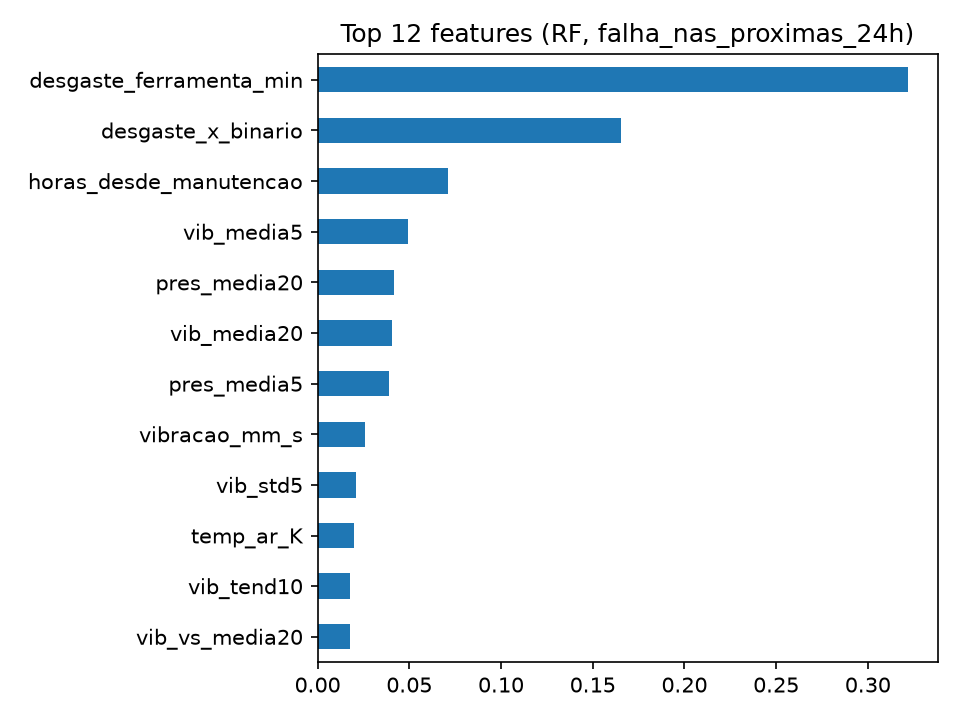 Top 12 features (RF, falha_nas_proximas_24h)
desgaste_ferramenta_min
desgaste_x_binario
horas_desde_manutencao
vib_media5
pres_media20
vib_media20
pres_media5
vibracao_mm_s
vib_std5
temp_ar_K
vib_tend10
vib_vs_media20
0.00 0.05 0.10 0.15 0.20 0.25 0.30